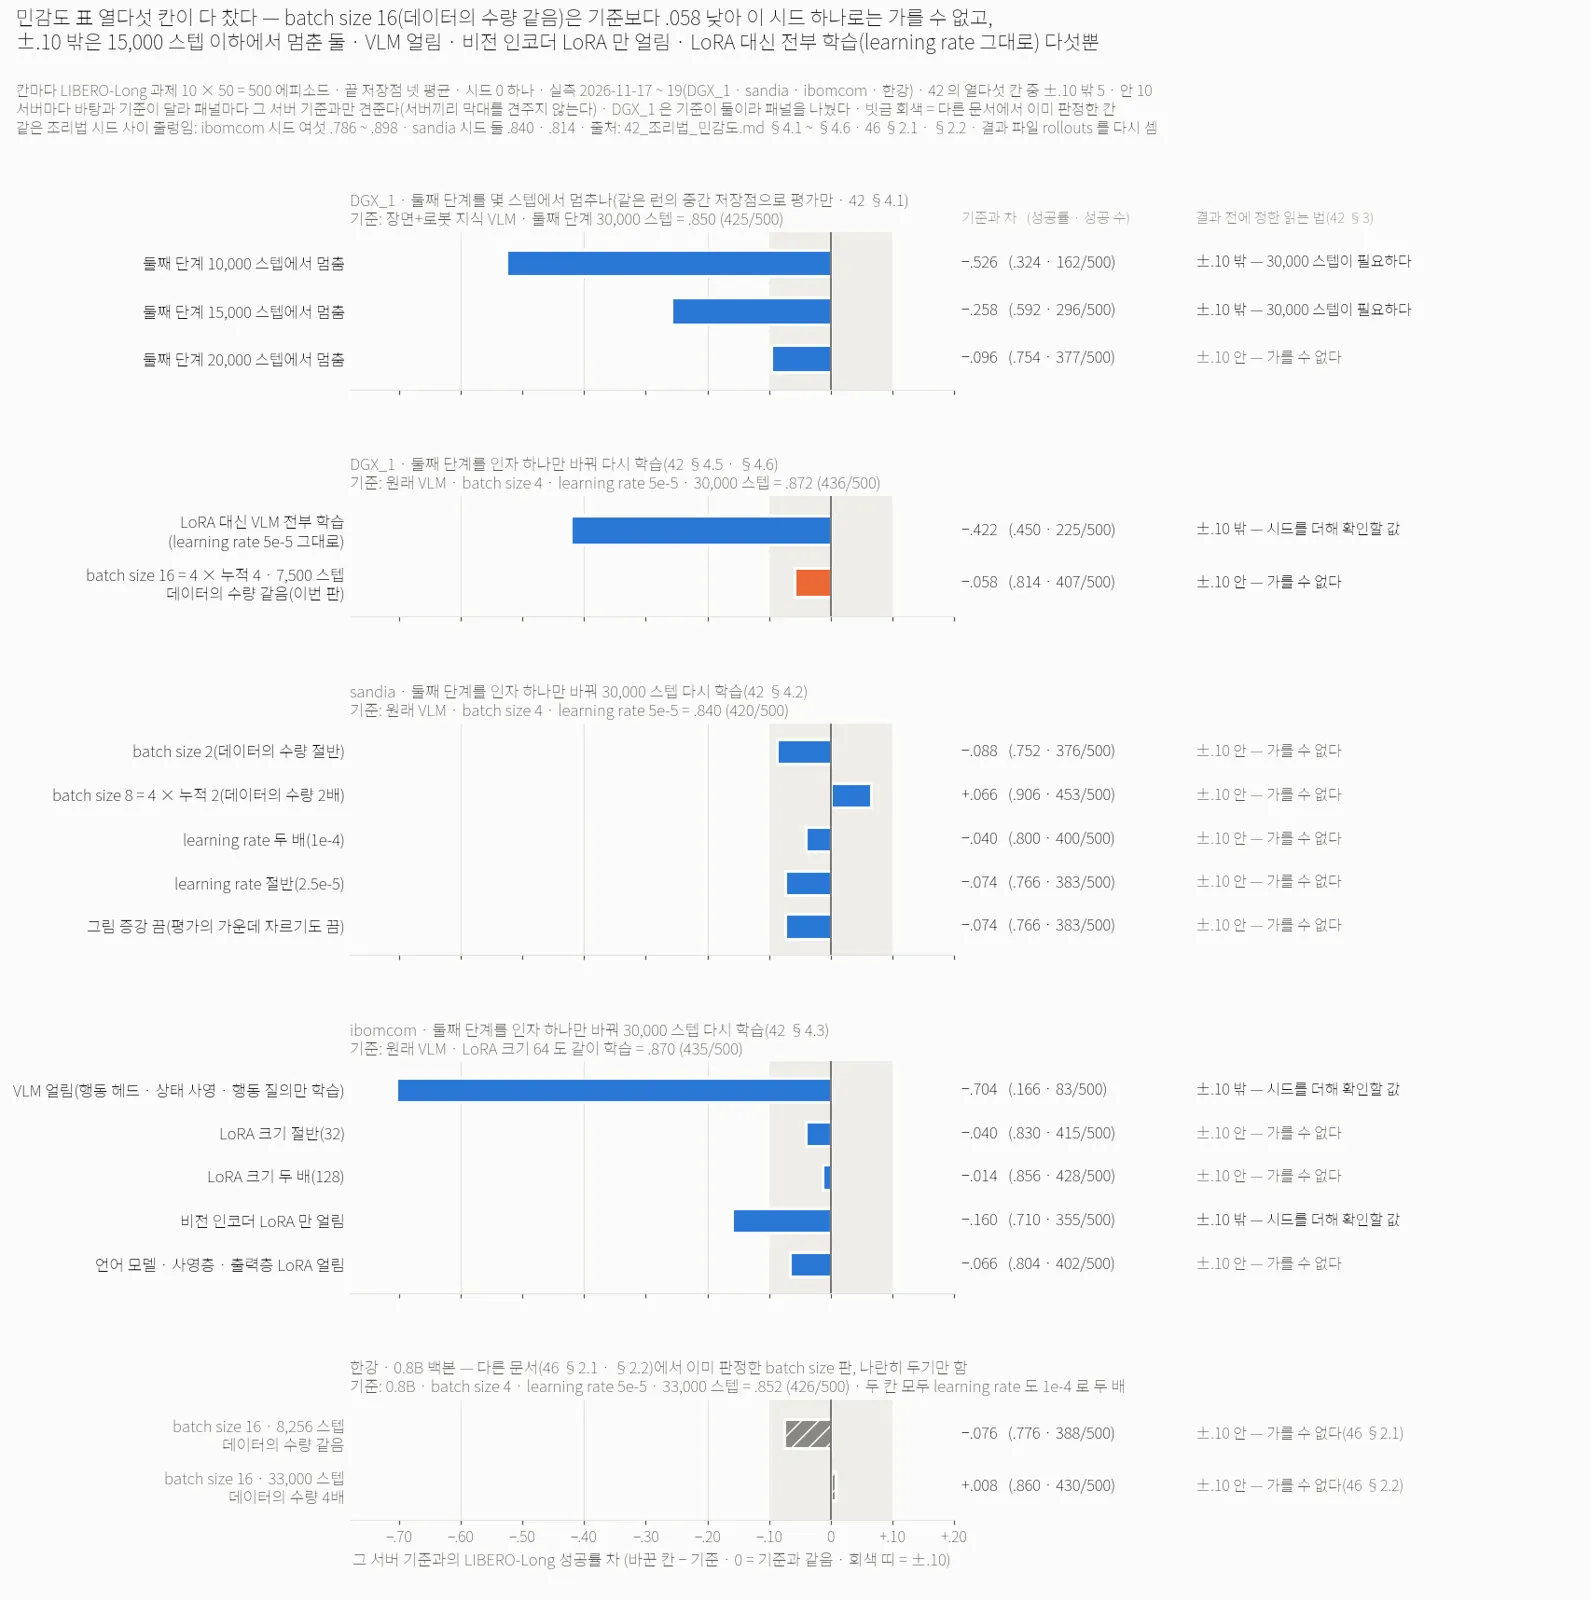 민감도 표 열다섯 칸이 다 찼다 — batch size 16(데이터의 수량 같음)은 기준보다 .058 낮아 이 시드 하나로는 가를 수 없고,
±.10 밖은 15,000 스텝 이하에서 멈춘 둘 · VLM 얼림 · 비전 인코더 LoRA 만 얼림 · LoRA 대신 전부 학습(learning rate 그대로) 다섯뿐
칸마다 LIBERO-Long 과제 10 × 50 = 500 에피소드 · 끝 저장점 넷 평균 · 시드 0 하나 · 실측 2026-11-17 ~ 19(DGX_1 · sandia · ibomcom · 한강) · 42 의 열다섯 칸 중 ±.10 밖 5 · 안 10
서버마다 바탕과 기준이 달라 패널마다 그 서버 기준과만 견준다(서버끼리 막대를 견주지 않는다) · DGX_1 은 기준이 둘이라 패널을 나눴다 · 빗금 회색 = 다른 문서에서 이미 판정한 칸
같은 조리법 시드 사이 출렁임: ibomcom 시드 여섯 .786 ~ .898 · sandia 시드 둘 .840 · .814 · 출처: 42_조리법_민감도.md §4.1 ~ §4.6 · 46 §2.1 · §2.2 · 결과 파일 rollouts 를 다시 셈
DGX_1 · 둘째 단계를 몇 스텝에서 멈추나(같은 런의 중간 저장점으로 평가만 · 42 §4.1)
기준: 장면+로봇 지식 VLM · 둘째 단계 30,000 스텝 = .850 (425/500)
기준과 차 (성공률 · 성공 수)
결과 전에 정한 읽는 법(42 §3)
둘째 단계 10,000 스텝에서 멈춤
−.526 (.324 · 162/500)
±.10 밖 — 30,000 스텝이 필요하다
둘째 단계 15,000 스텝에서 멈춤
−.258 (.592 · 296/500)
±.10 밖 — 30,000 스텝이 필요하다
둘째 단계 20,000 스텝에서 멈춤
−.096 (.754 · 377/500)
±.10 안 — 가를 수 없다
DGX_1 · 둘째 단계를 인자 하나만 바꿔 다시 학습(42 §4.5 · §4.6)
기준: 원래 VLM · batch size 4 · learning rate 5e-5 · 30,000 스텝 = .872 (436/500)
LoRA 대신 VLM 전부 학습
(learning rate 5e-5 그대로)
−.422 (.450 · 225/500)
±.10 밖 — 시드를 더해 확인할 값
batch size 16 = 4 × 누적 4 · 7,500 스텝
데이터의 수량 같음(이번 판)
−.058 (.814 · 407/500)
±.10 안 — 가를 수 없다
sandia · 둘째 단계를 인자 하나만 바꿔 30,000 스텝 다시 학습(42 §4.2)
기준: 원래 VLM · batch size 4 · learning rate 5e-5 = .840 (420/500)
batch size 2(데이터의 수량 절반)
−.088 (.752 · 376/500)
±.10 안 — 가를 수 없다
batch size 8 = 4 × 누적 2(데이터의 수량 2배)
+.066 (.906 · 453/500)
±.10 안 — 가를 수 없다
learning rate 두 배(1e-4)
−.040 (.800 · 400/500)
±.10 안 — 가를 수 없다
learning rate 절반(2.5e-5)
−.074 (.766 · 383/500)
±.10 안 — 가를 수 없다
그림 증강 끔(평가의 가운데 자르기도 끔)
−.074 (.766 · 383/500)
±.10 안 — 가를 수 없다
ibomcom · 둘째 단계를 인자 하나만 바꿔 30,000 스텝 다시 학습(42 §4.3)
기준: 원래 VLM · LoRA 크기 64 도 같이 학습 = .870 (435/500)
VLM 얼림(행동 헤드 · 상태 사영 · 행동 질의만 학습)
−.704 (.166 · 83/500)
±.10 밖 — 시드를 더해 확인할 값
LoRA 크기 절반(32)
−.040 (.830 · 415/500)
±.10 안 — 가를 수 없다
LoRA 크기 두 배(128)
−.014 (.856 · 428/500)
±.10 안 — 가를 수 없다
비전 인코더 LoRA 만 얼림
−.160 (.710 · 355/500)
±.10 밖 — 시드를 더해 확인할 값
언어 모델 · 사영층 · 출력층 LoRA 얼림
−.066 (.804 · 402/500)
±.10 안 — 가를 수 없다
한강 · 0.8B 백본 — 다른 문서(46 §2.1 · §2.2)에서 이미 판정한 batch size 판, 나란히 두기만 함
기준: 0.8B · batch size 4 · learning rate 5e-5 · 33,000 스텝 = .852 (426/500) · 두 칸 모두 learning rate 도 1e-4 로 두 배
batch size 16 · 8,256 스텝
데이터의 수량 같음
−.076 (.776 · 388/500)
±.10 안 — 가를 수 없다(46 §2.1)
batch size 16 · 33,000 스텝
데이터의 수량 4배
+.008 (.860 · 430/500)
±.10 안 — 가를 수 없다(46 §2.2)
−.70 −.60 −.50 −.40 −.30 −.20 −.10 0 +.10 +.20
그 서버 기준과의 LIBERO-Long 성공률 차 (바꾼 칸 − 기준 · 0 = 기준과 같음 · 회색 띠 = ±.10)